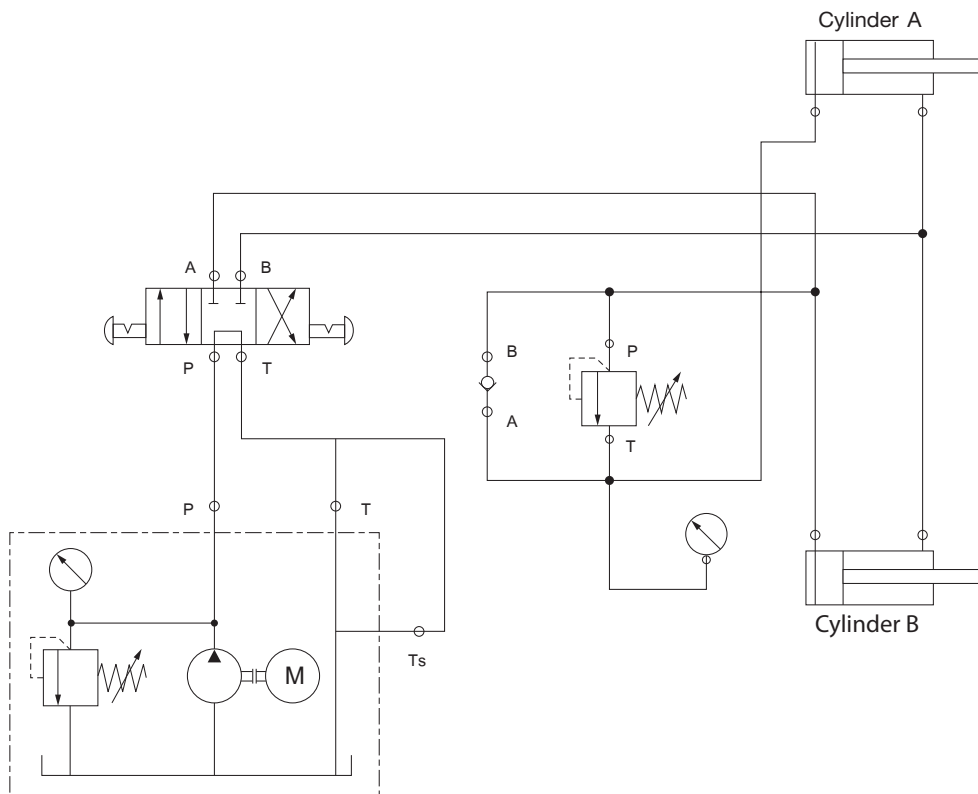 Cylinder A
A B
P T
B P
A T
P T
Ts
M
Cylinder B